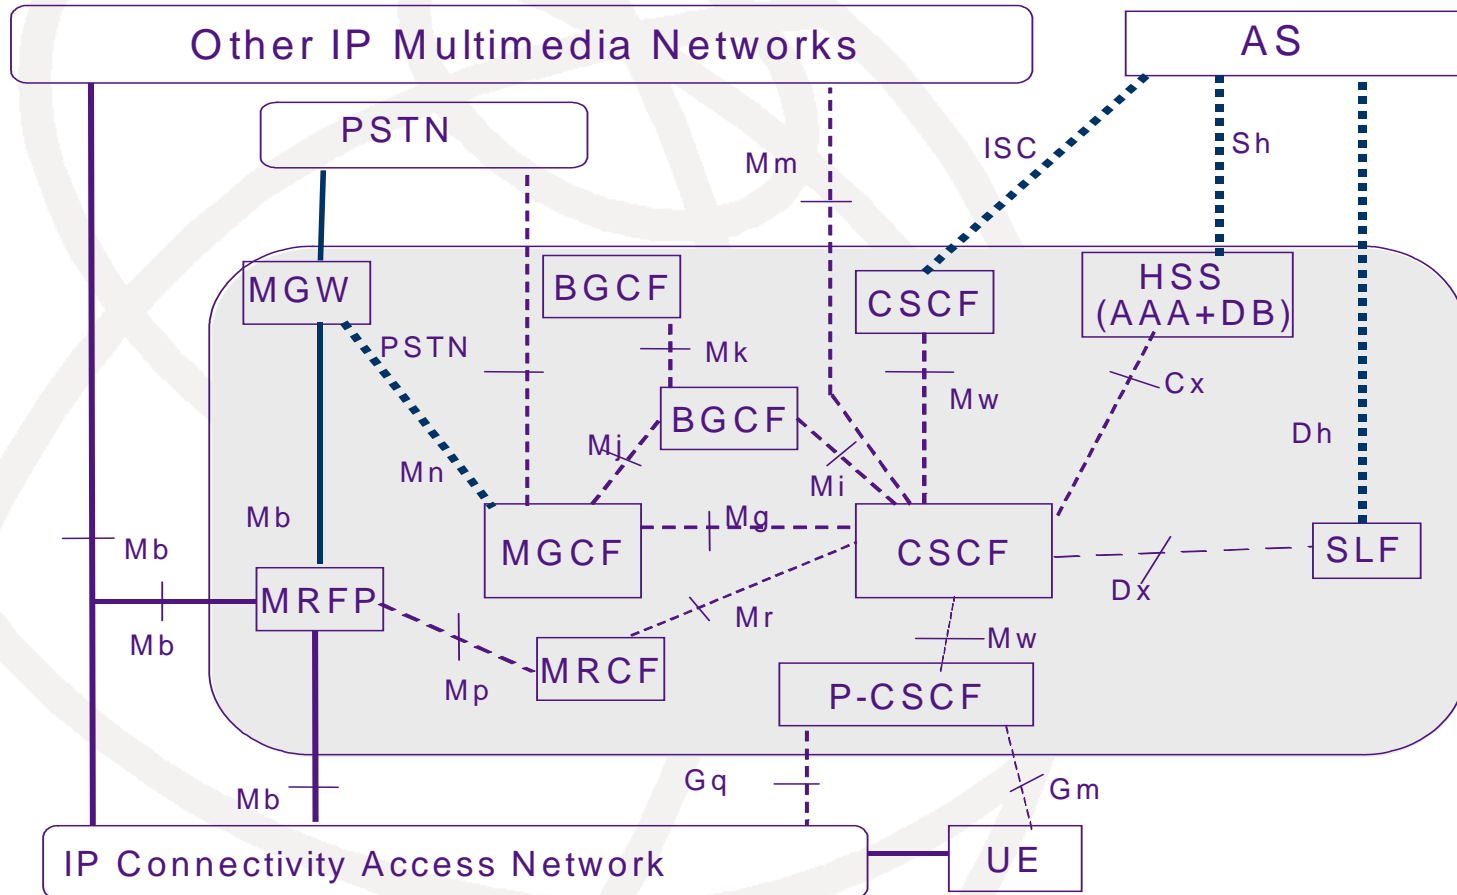 Other IP Multimedia Networks
AS
PSTN
Mm
ISC
Sh
MGW
BGCF
CSCF
HSS
(AAA+DB)
PSTN
Mk
Mw
Cx
BGCF
Mj
Mn
Mi
Dh
Mb
Mg
MGCF
CSCF
SLF
Mb
Dx
MRFP
Mr
Mb
Mw
MRCF
Mp
P-CSCF
Gq
Gm
Mb
IP Connectivity Access Network
UE